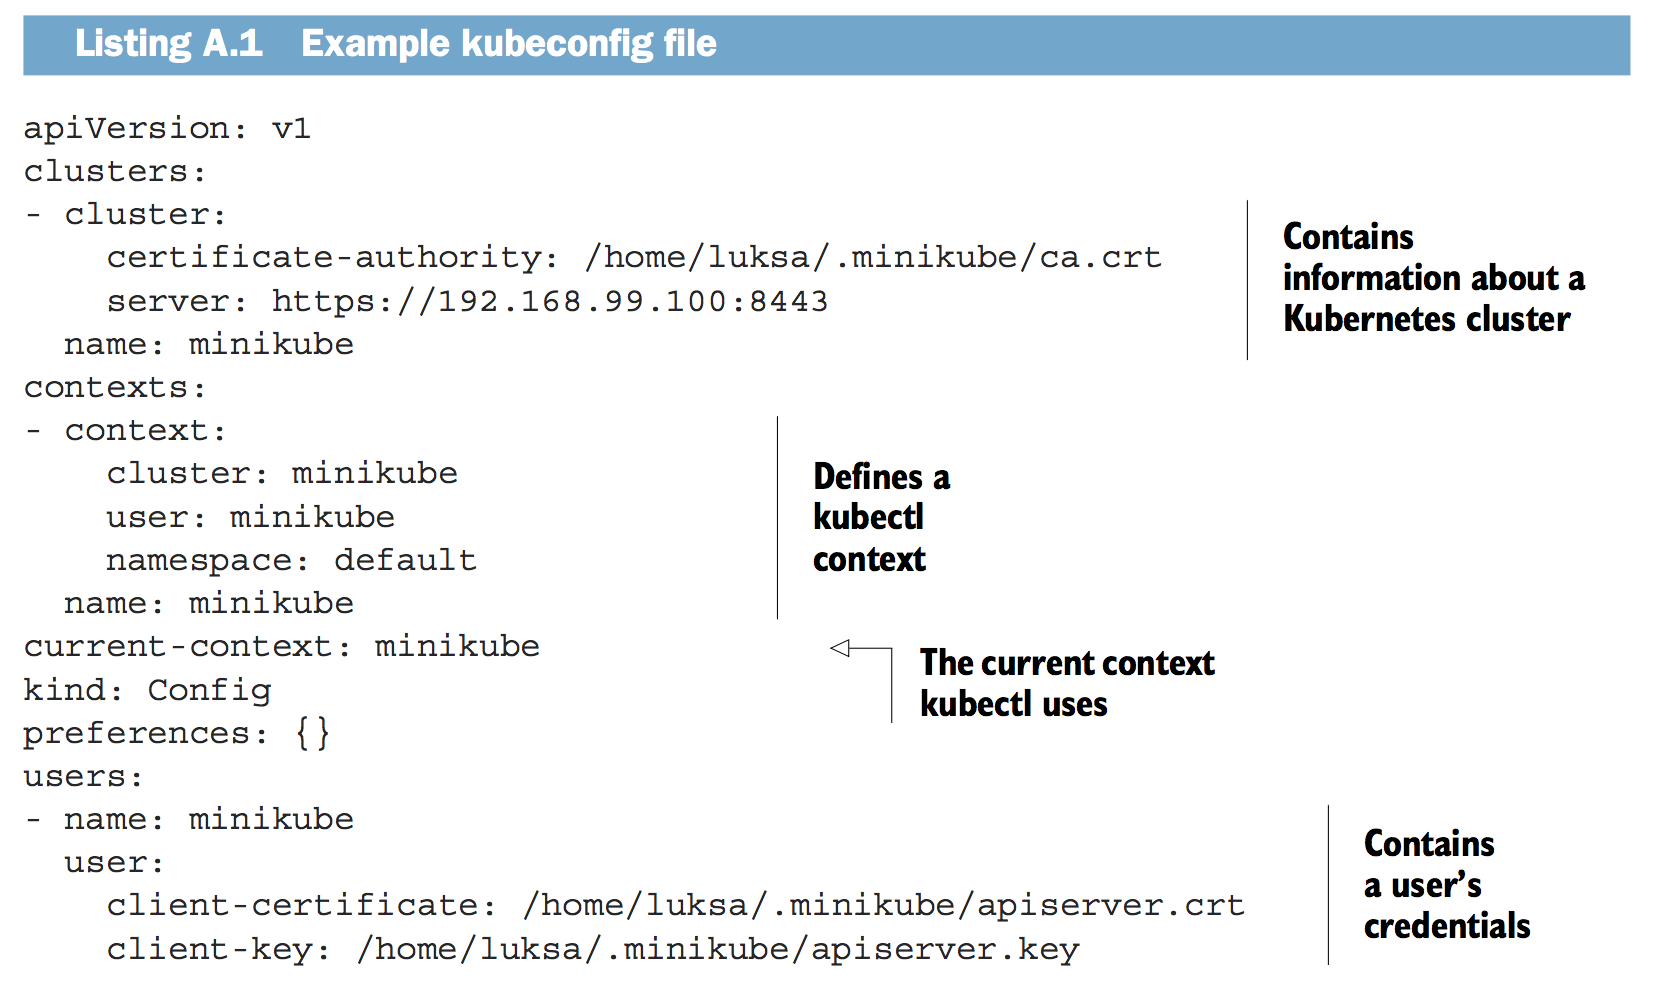 Listing A.1 Example kubeconfig file
apiVersion: v1
clusters:
- cluster:
    certificate-authority: /home/luksa/.minikube/ca.crt
    server: https://192.168.99.100:8443
  name: minikube
Contains
information about a
Kubernetes cluster
contexts:
- context:
    cluster: minikube
    user: minikube
    namespace: default
  name: minikube
Defines a
kubectl
context
current-context: minikube
The current context
kubectl uses
kind: Config
preferences: {}
users:
- name: minikube
  user:
    client-certificate: /home/luksa/.minikube/apiserver.crt
    client-key: /home/luksa/.minikube/apiserver.key
Contains
a user's
credentials